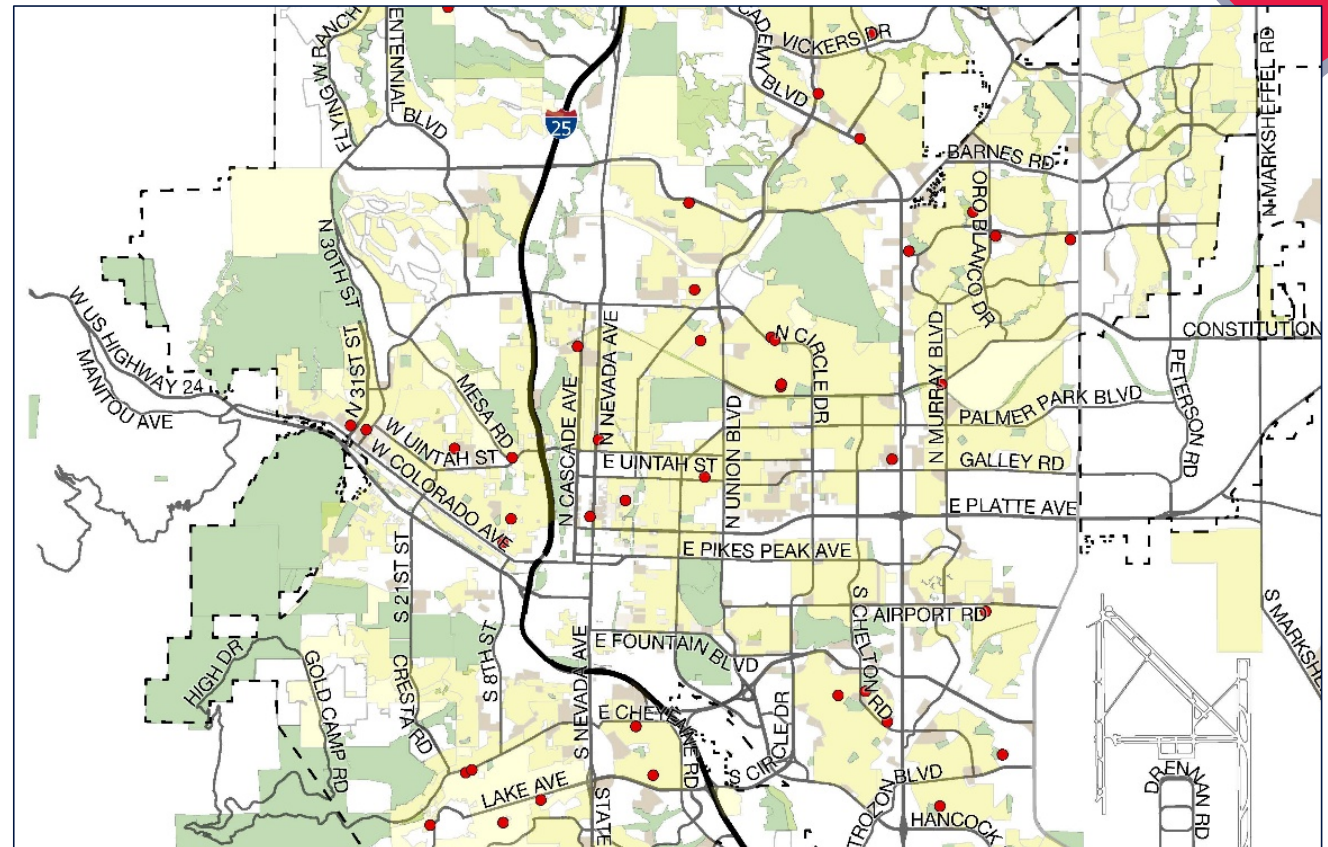 FLYING W RANCH
ENTENNIAL BLVD
CADEMY BLVD
VICKERS DR
N MARKSHEFFEL RD
25
BARNES RD
ORO BLANCO DR
N 30TH ST
W US HIGHWAY 24
MANITOU AVE
N 31ST ST
MESA RD
N CASCADE AVE
N NEVADA AVE
N CIRCLE DR
N MURRAY BLVD
CONSTITUTION
PETERSON RD
PALMER PARK BLVD
W UINTAH ST
W COLORADO AVE
E UINTAH ST
N UNION BLVD
GALLEY RD
E PLATTE AVE
E PIKES PEAK AVE
S 21ST ST
S 8TH ST
AIRPORT RD
S CHELTON RD
S MARKSHE
E FOUNTAIN BLVD
HIGH DR
GOLD CAMP RD
CRESTA RD
S NEVADA AVE
E CHEYENNE RD
S CIRCLE DR
LAKE AVE
STATE
TROZON BLVD
HANCOCK
DRENNAN RD